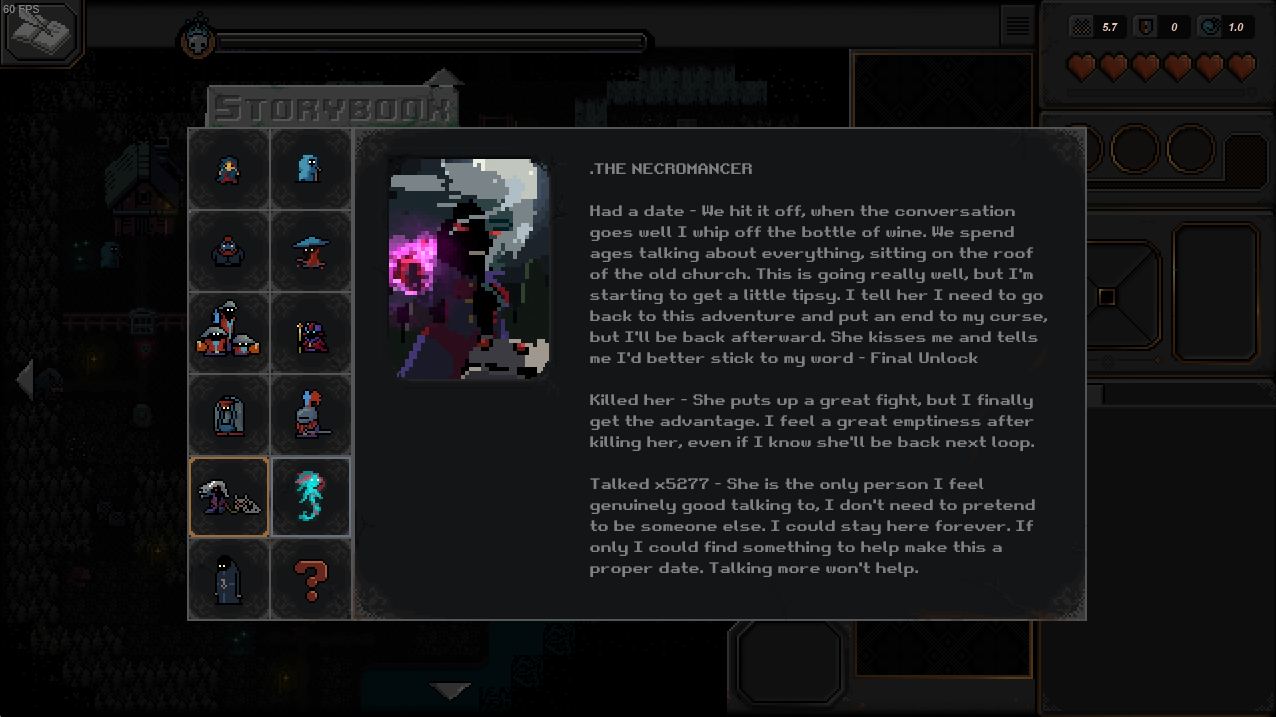 60 FPS
5.7
0
1.0
STORYBOOK
.THE NECROMANCER
Had a date - We hit it off, when the conversation
goes well I whip off the bottle of wine. We spend
ages talking about everything, sitting on the roof
of the old church. This is going really well, but I'm
starting to get a little tipsy. I tell her I need to go
back to this adventure and put an end to my curse,
but I'll be back afterward. She kisses me and tells
me I'd better stick to my word - Final Unlock
Killed her - She puts up a great fight, but I finally
get the advantage. I feel a great emptiness after
killing her, even if I know she'll be back next loop.
Talked x5277 - She is the only person I feel
genuinely good talking to, I don't need to pretend
to be someone else. I could stay here forever. If
only I could find something to help make this a
proper date. Talking more won't help.
?